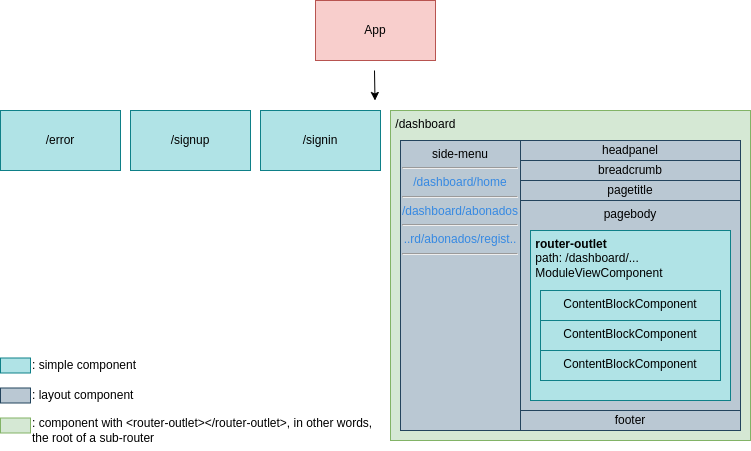 App
/error
/signup
/signin
/dashboard
side-menu
/dashboard/home
/dashboard/abonados
..rd/abonados/regist..
headpanel
breadcrumb
pagetitle
pagebody
router-outlet
path: /dashboard/...
ModuleViewComponent
ContentBlockComponent
ContentBlockComponent
ContentBlockComponent
footer
: simple component
: layout component
: component with <router-outlet></router-outlet>, in other words,
the root of a sub-router